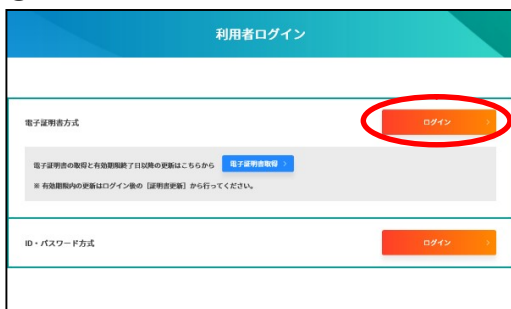 利用者ログイン
電子証明書方式
ログイン
電子証明書の取得と有効期限終了日以降の更新はこちらから 電子証明書取得
※ 有効期限内の更新はログイン後の［証明書更新］から行ってください。
ID・パスワード方式
ログイン